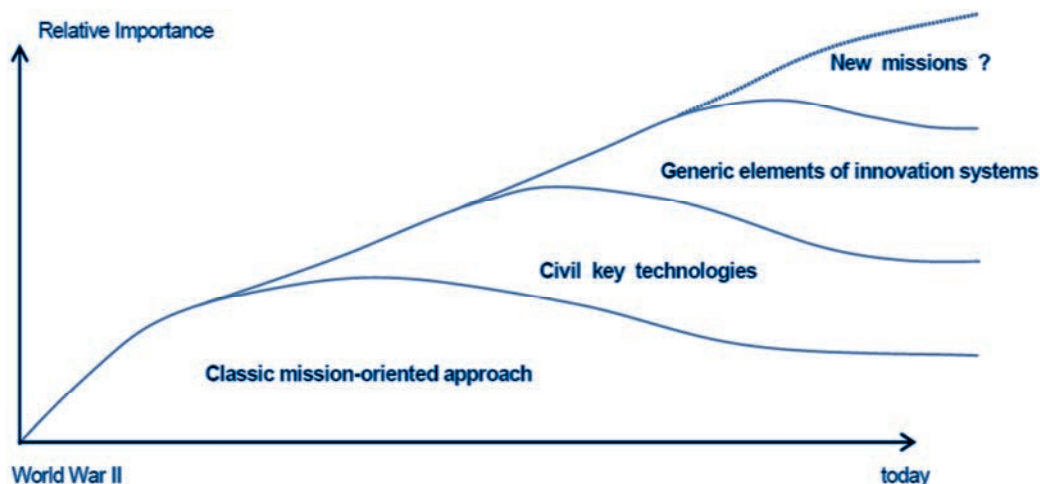 Relative Importance
New missions ?
Generic elements of innovation systems
Civil key technologies
Classic mission-oriented approach
World War II
today